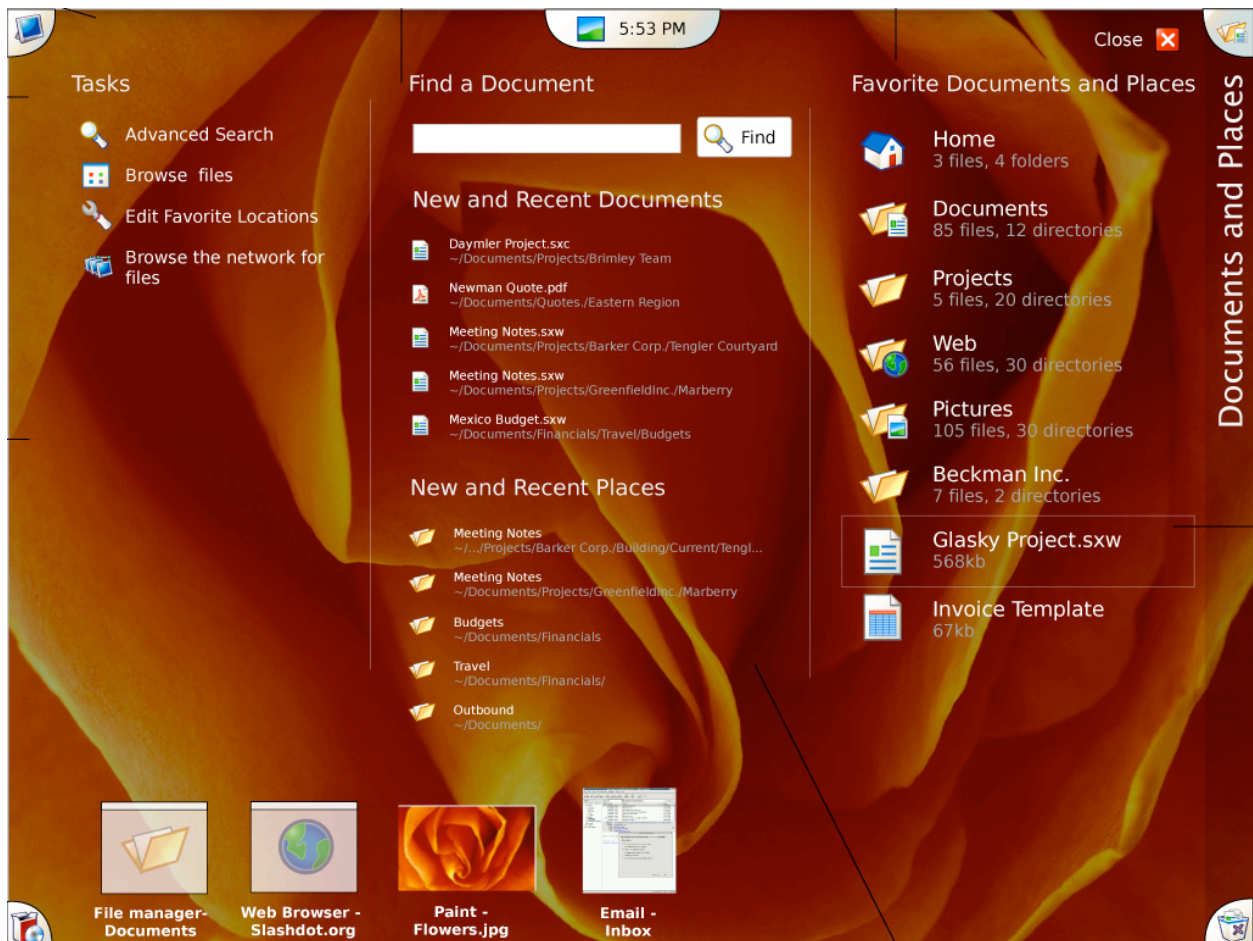 5:53 PM
Close
Tasks
Advanced Search
Browse files
Edit Favorite Locations
Browse the network for
files
Find a Document
Find
New and Recent Documents
Daymler Project.sxc
~/Documents/Projects/Brimley Team
Newman Quote.pdf
~/Documents/Quotes./Eastern Region
Meeting Notes.sxw
~/Documents/Projects/Barker Corp./Tengler Courtyard
Meeting Notes.sxw
~/Documents/Projects/GreenfieldInc./Marberry
Mexico Budget.sxw
~/Documents/Financials/Travel/Budgets
New and Recent Places
Meeting Notes
~/.../Projects/Barker Corp./Building/Current/Tengl...
Meeting Notes
~/Documents/Projects/GreenfieldInc./Marberry
Budgets
~/Documents/Financials
Travel
~/Documents/Financials/
Outbound
~/Documents/
Favorite Documents and Places
Home
3 files, 4 folders
Documents
85 files, 12 directories
Projects
5 files, 20 directories
Web
56 files, 30 directories
Pictures
105 files, 30 directories
Beckman Inc.
7 files, 2 directories
Glasky Project.sxw
568kb
Invoice Template
67kb
Documents and Places
File manager-
Documents
Web Browser -
Slashdot.org
Paint -
Flowers.jpg
Email -
Inbox